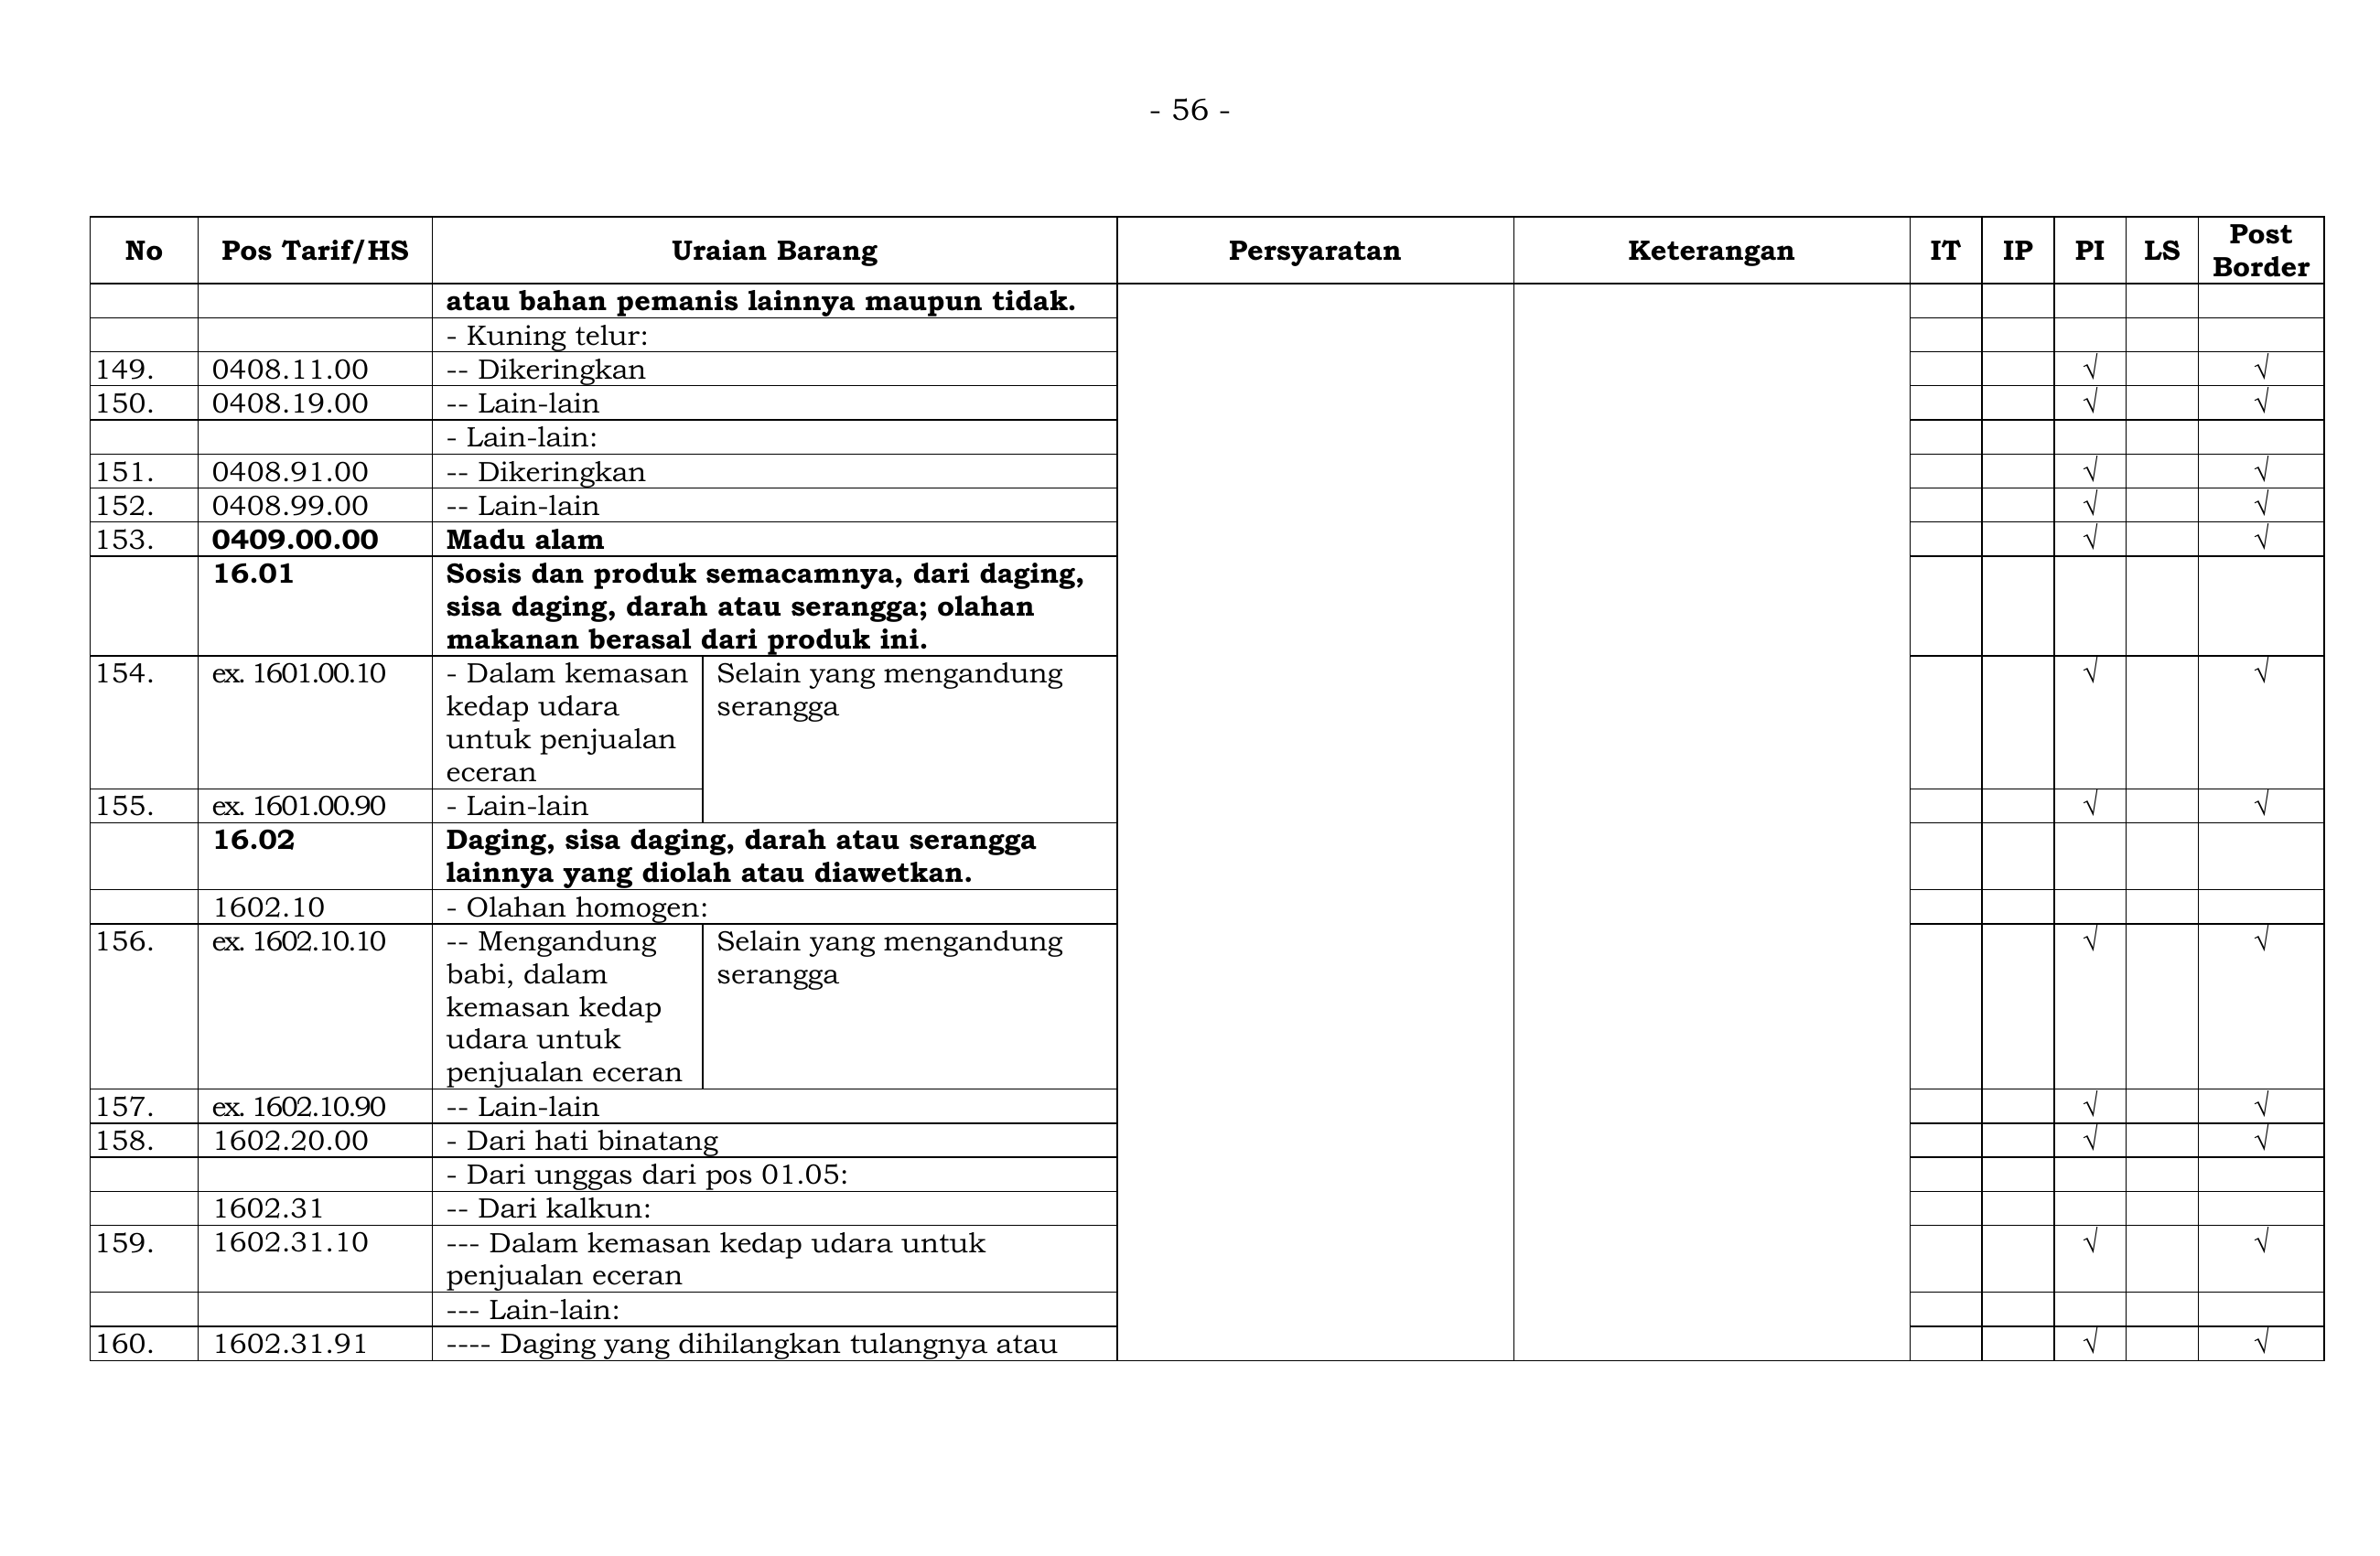 - 56 -
No Pos Tarif/HS Uraian Barang Persyaratan Keterangan IT IP PI LS Post Border
atau bahan pemanis lainnya maupun tidak.
- Kuning telur:
149. 0408.11.00 -- Dikeringkan √ √
150. 0408.19.00 -- Lain-lain √ √
- Lain-lain:
151. 0408.91.00 -- Dikeringkan √ √
152. 0408.99.00 -- Lain-lain √ √
153. 0409.00.00 Madu alam √ √
16.01 Sosis dan produk semacamnya, dari daging,
sisa daging, darah atau serangga; olahan
makanan berasal dari produk ini.
154. ex. 1601.00.10 - Dalam kemasan Selain yang mengandung √ √
kedap udara serangga
untuk penjualan
eceran
155. ex. 1601.00.90 - Lain-lain √ √
16.02 Daging, sisa daging, darah atau serangga
lainnya yang diolah atau diawetkan.
1602.10 - Olahan homogen:
156. ex. 1602.10.10 -- Mengandung Selain yang mengandung √ √
babi, dalam serangga
kemasan kedap
udara untuk
penjualan eceran
157. ex. 1602.10.90 -- Lain-lain √ √
158. 1602.20.00 - Dari hati binatang √ √
- Dari unggas dari pos 01.05:
1602.31 -- Dari kalkun:
159. 1602.31.10 --- Dalam kemasan kedap udara untuk √ √
penjualan eceran
--- Lain-lain:
160. 1602.31.91 ---- Daging yang dihilangkan tulangnya atau √ √